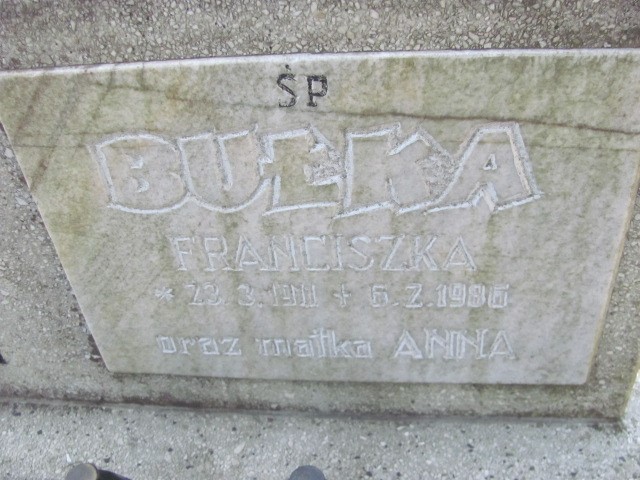 ŚP
BUŁKA
FRANCISZKA
* 23.3.1911 + 6.2.1986
oraz matka ANNA